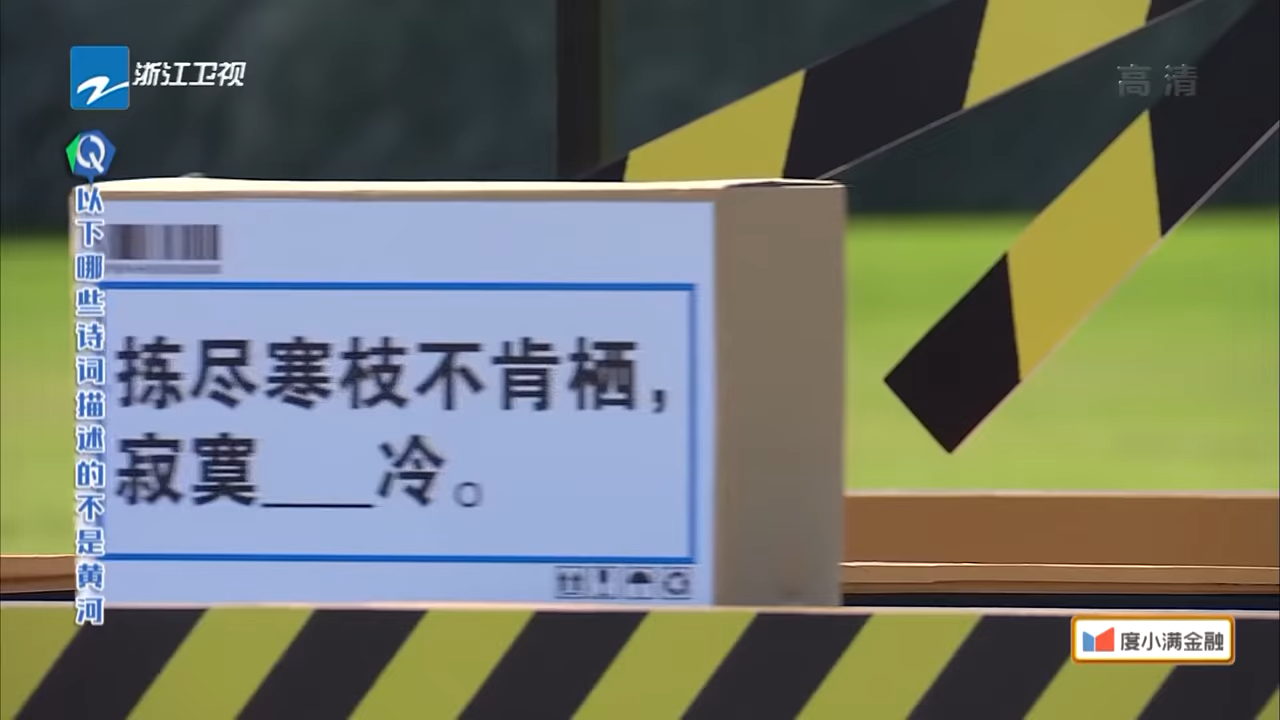 浙江卫视
高清
Q
以下哪些诗词描述的不是黄河
拣尽寒枝不肯栖,
寂寞___冷。
度小满金融